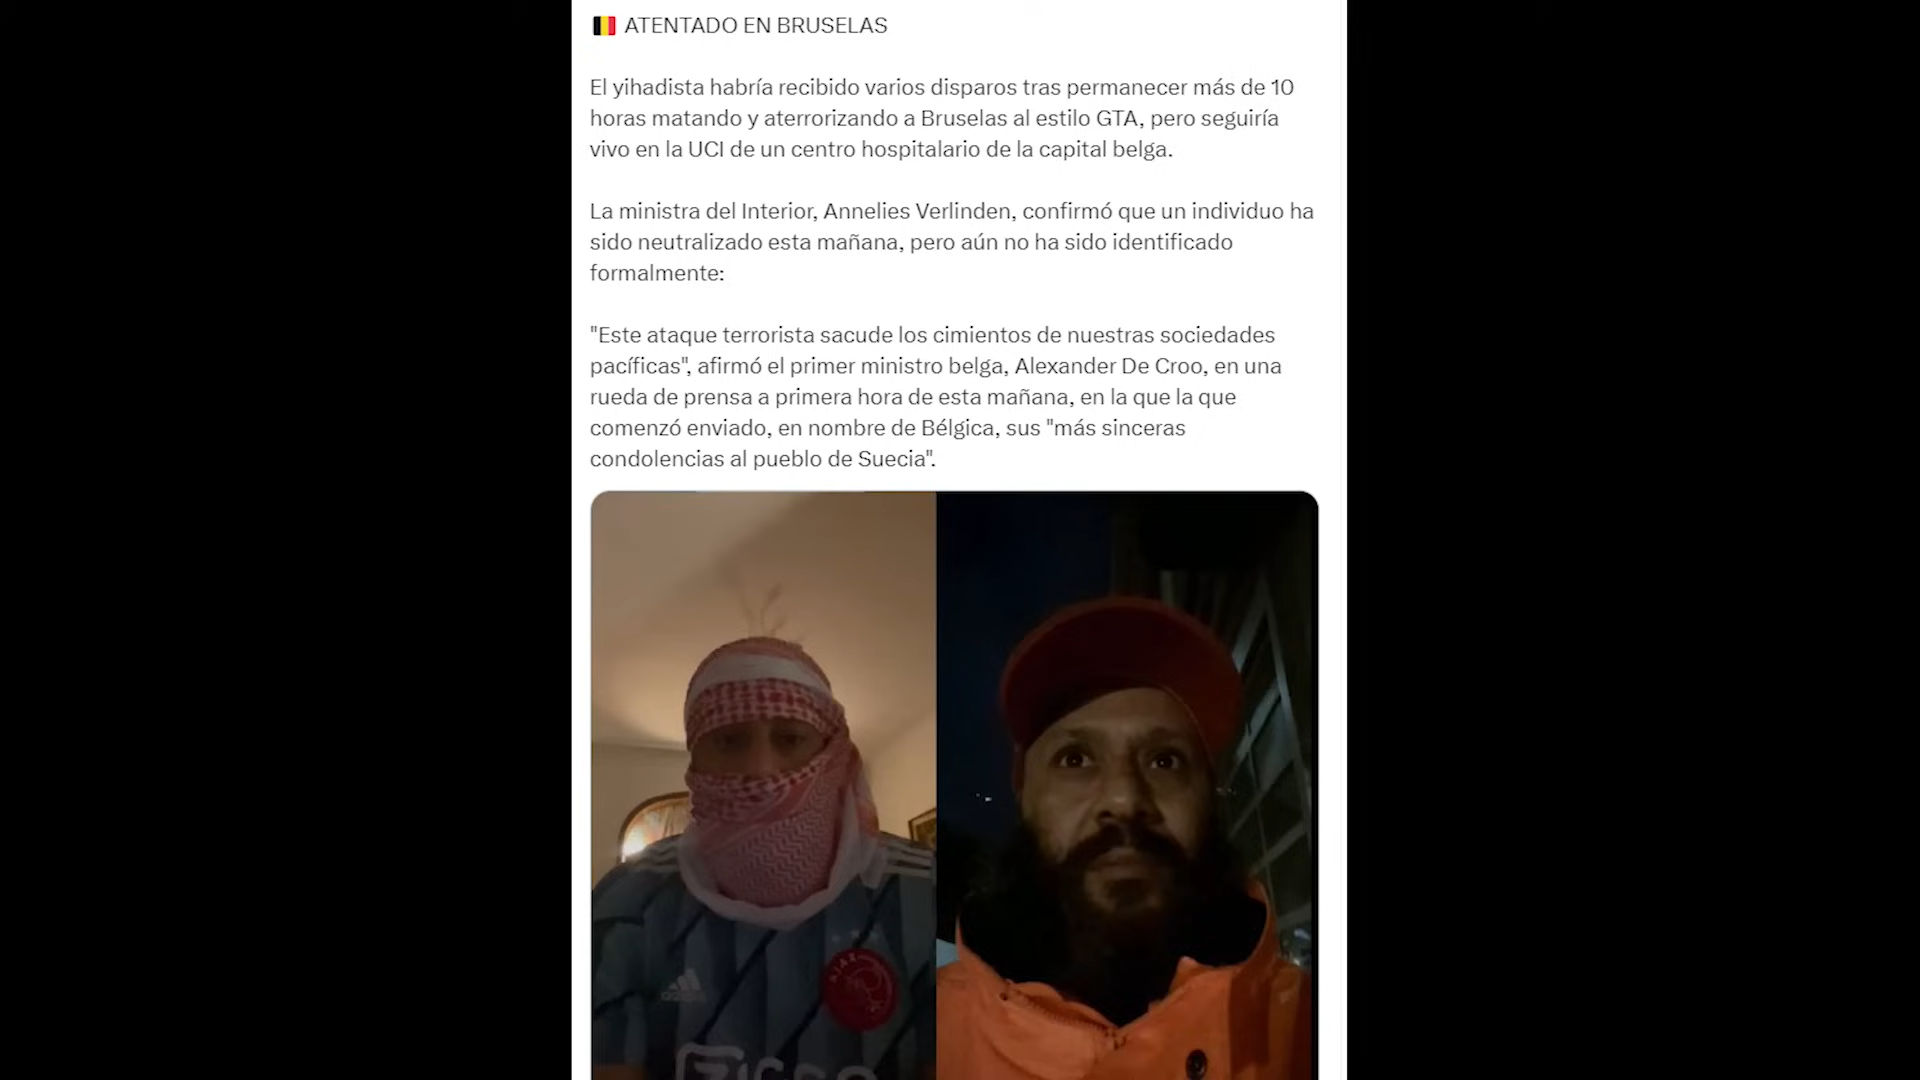 ATENTADO EN BRUSELAS
El yihadista habría recibido varios disparos tras permanecer más de 10
horas matando y aterrorizando a Bruselas al estilo GTA, pero seguiría
vivo en la UCI de un centro hospitalario de la capital belga.
La ministra del Interior, Annelies Verlinden, confirmó que un individuo ha
sido neutralizado esta mañana, pero aún no ha sido identificado
formalmente:
"Este ataque terrorista sacude los cimientos de nuestras sociedades
pacíficas", afirmó el primer ministro belga, Alexander De Croo, en una
rueda de prensa a primera hora de esta mañana, en la que la que
comenzó enviado, en nombre de Bélgica, sus "más sinceras
condolencias al pueblo de Suecia".
adidas
AJAX